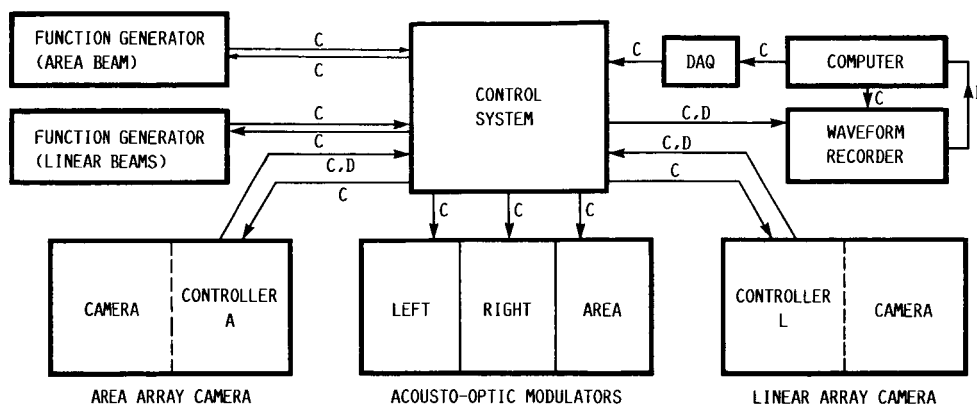 FUNCTION GENERATOR
(AREA BEAM)
C
C
FUNCTION GENERATOR
(LINEAR BEAMS)
C
C
C,D
C
CONTROL
SYSTEM
C
DAQ
C
COMPUTER
C
C,D
WAVEFORM
RECORDER
C,D
C
C
C
C
CAMERA
CONTROLLER
A
AREA ARRAY CAMERA
LEFT
RIGHT
AREA
ACOUSTO-OPTIC MODULATORS
CONTROLLER
L
CAMERA
LINEAR ARRAY CAMERA